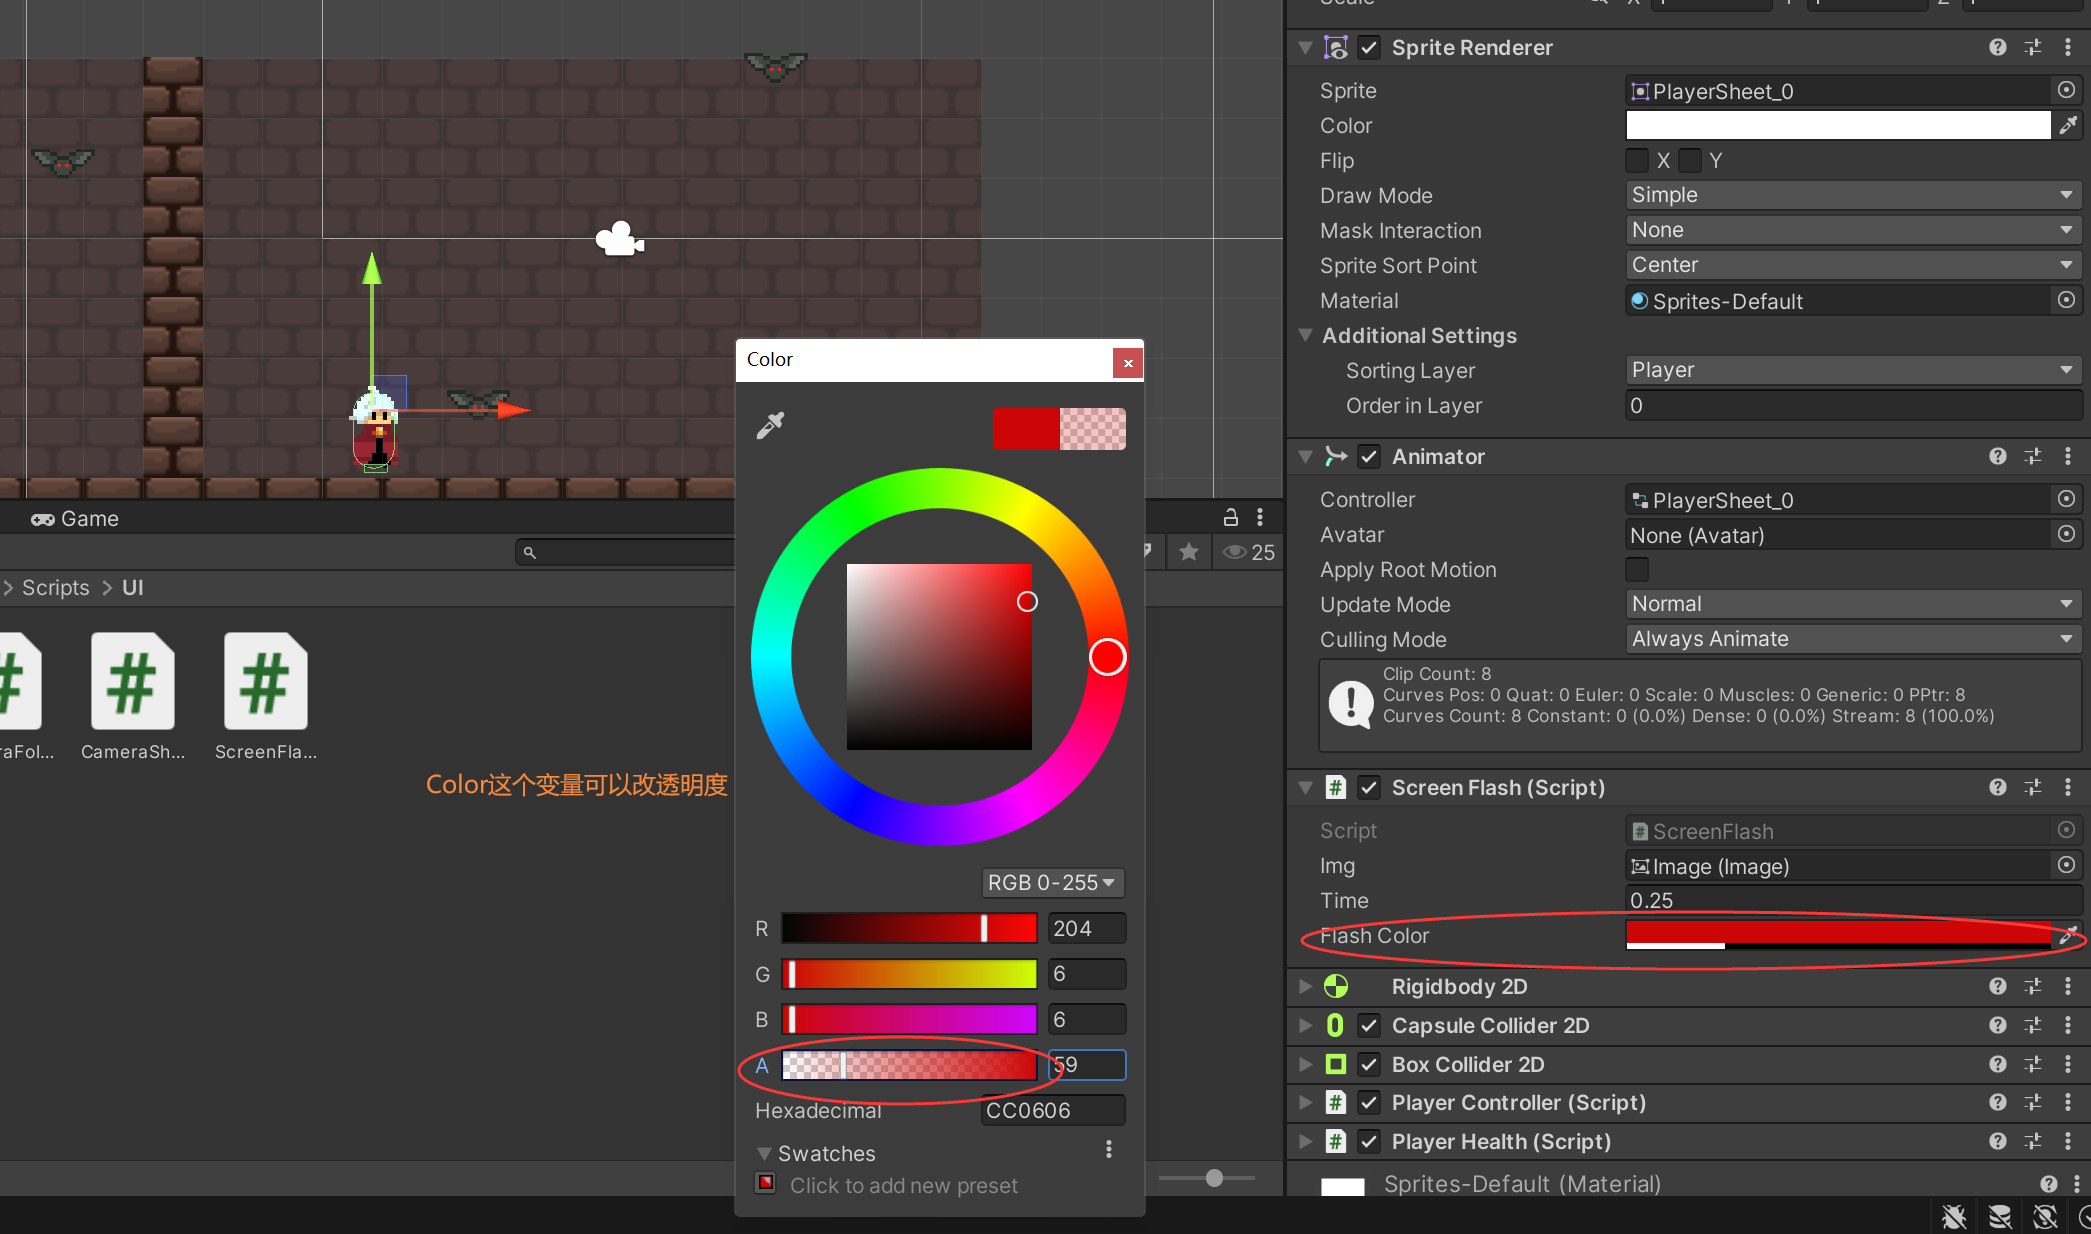 Sprite Renderer
Sprite
PlayerSheet_0
Color
Flip
X
Y
Draw Mode
Simple
Mask Interaction
None
Sprite Sort Point
Center
Material
Sprites-Default
Additional Settings
Sorting Layer
Player
Order in Layer
0
Animator
Controller
PlayerSheet_0
Avatar
None (Avatar)
Apply Root Motion
Update Mode
Normal
Culling Mode
Always Animate
Clip Count: 8
Curves Pos: 0 Quat: 0 Euler: 0 Scale: 0 Muscles: 0 Generic: 0 PPtr: 8
Curves Count: 8 Constant: 0 (0.0%) Dense: 0 (0.0%) Stream: 8 (100.0%)
Screen Flash (Script)
Script
ScreenFlash
Img
Image (Image)
Time
0.25
Flash Color
Rigidbody 2D
Capsule Collider 2D
Box Collider 2D
Player Controller (Script)
Player Health (Script)
Sprites-Default (Material)
Game
25
Scripts
UI
raFol...
CameraSh...
ScreenFla...
Color这个变量可以改透明度
Color
RGB 0-255
R
204
G
6
B
6
A
59
Hexadecimal
CC0606
Swatches
Click to add new preset